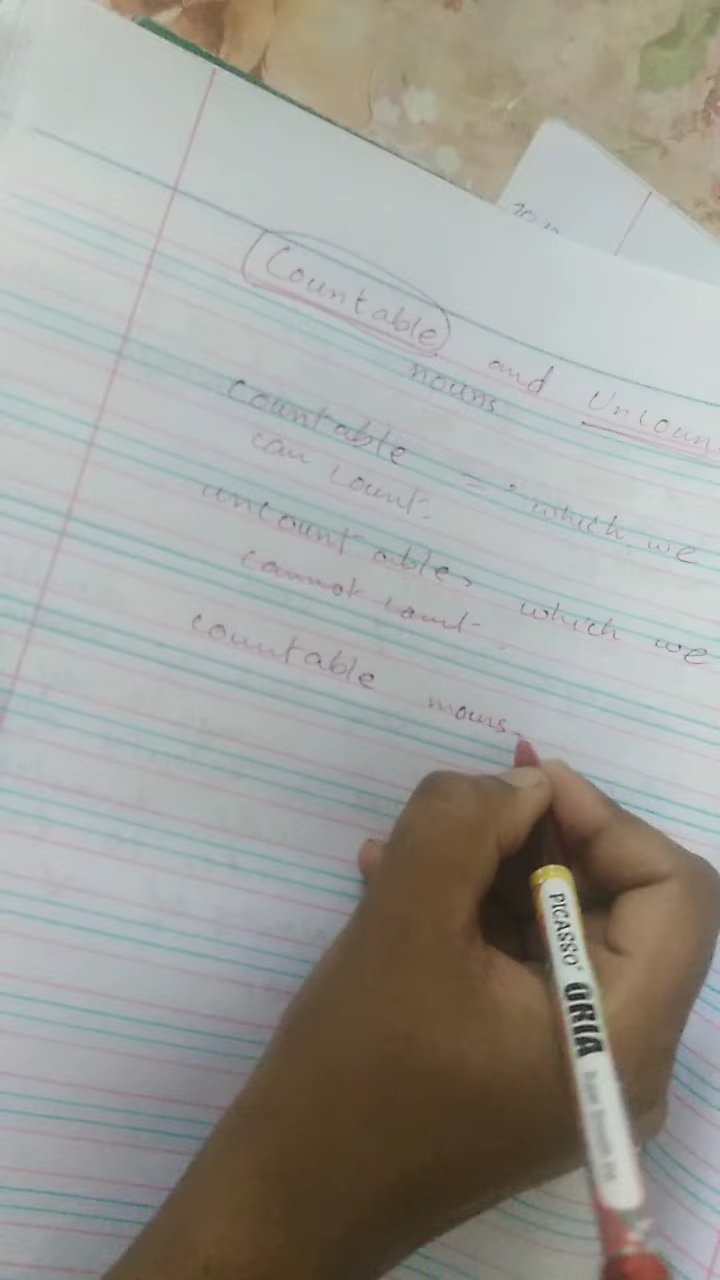 Countable and Uncoun
nouns
countable = which we
can count.
uncountable, which we
cannot count.
countable nouns
PICASSO ORIA